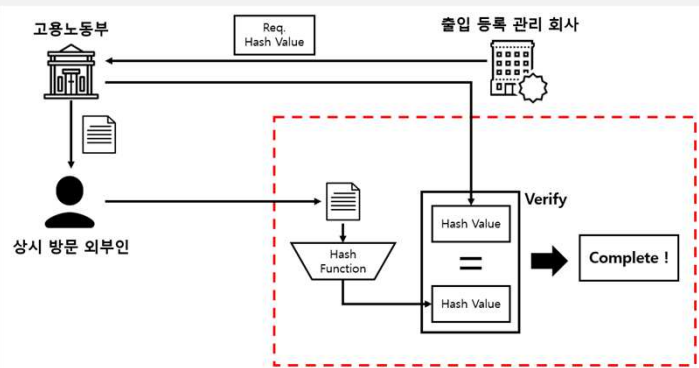 고용노동부
Req.
Hash Value
출입 등록 관리 회사
상시 방문 외부인
Hash
Function
Verify
Hash Value
=
Hash Value
Complete !